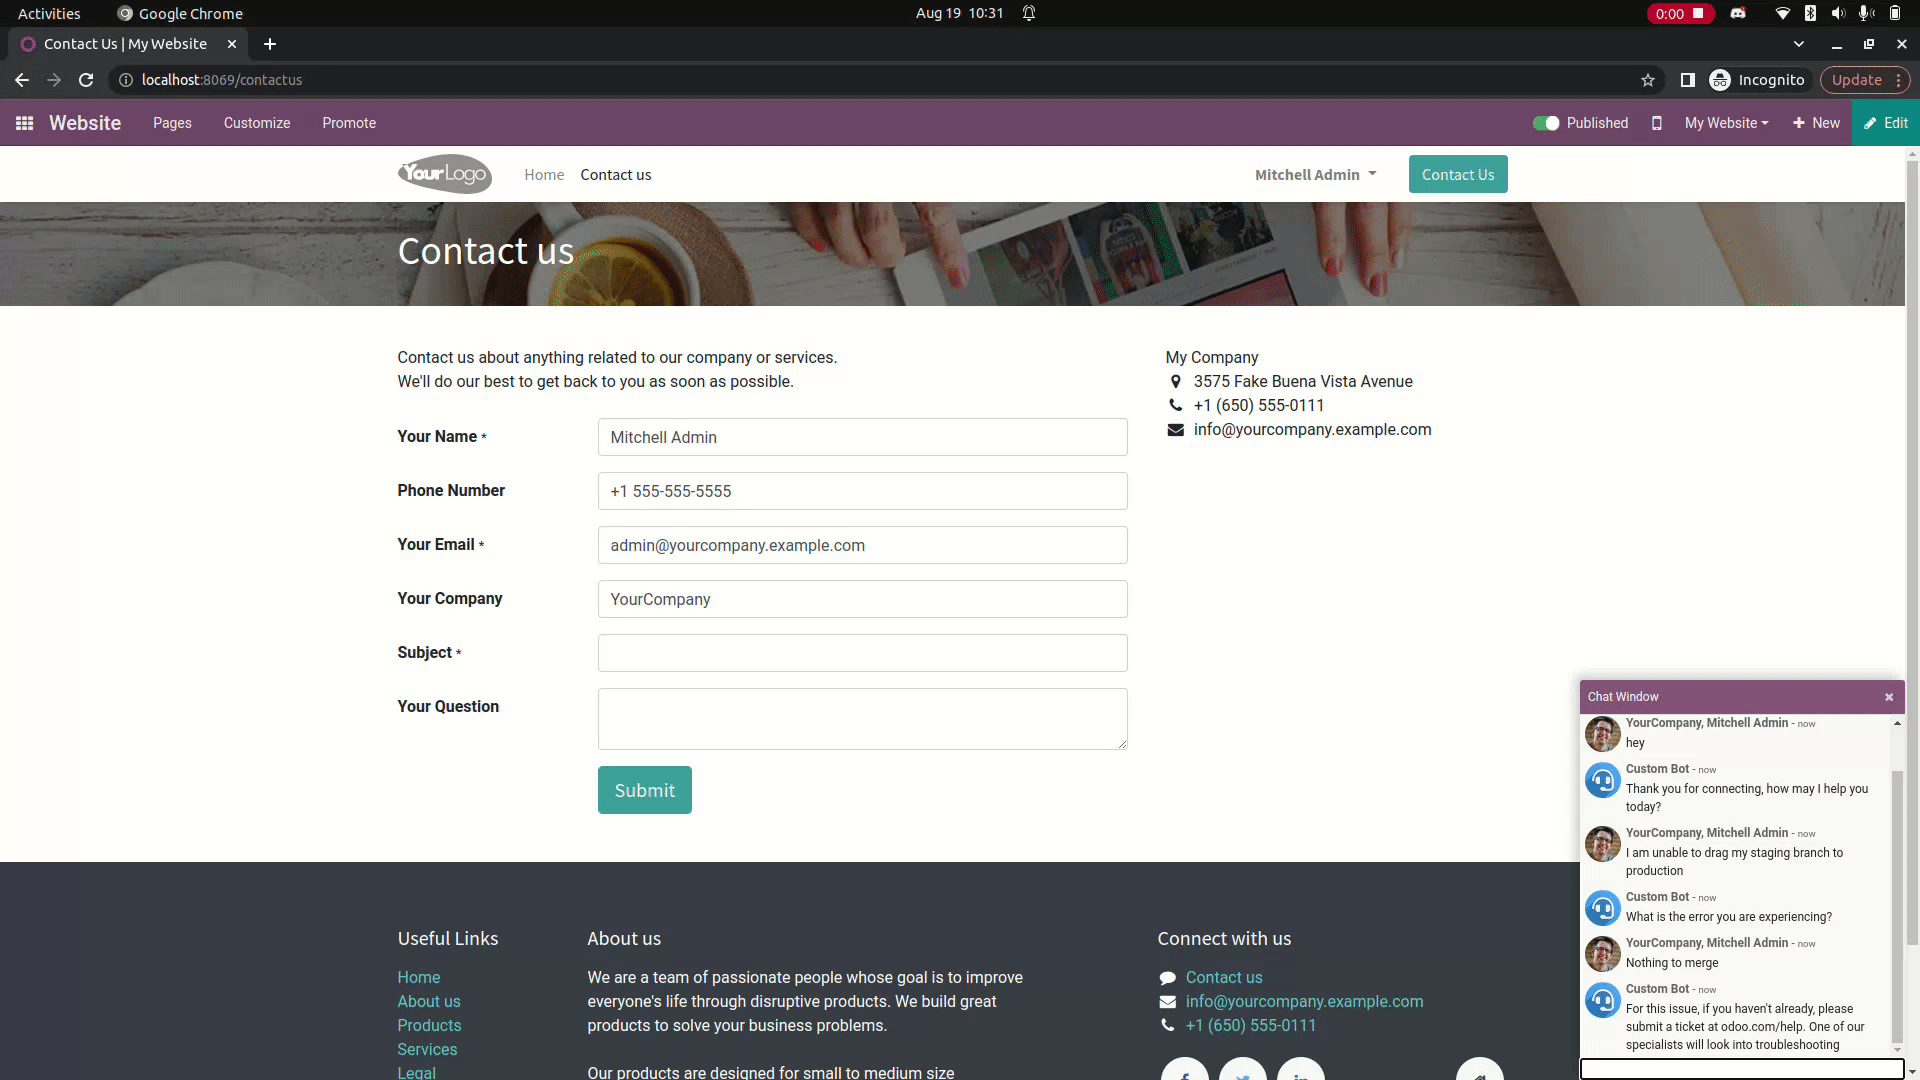 Activities
Google Chrome
Aug 19 10:31
0:00
Contact Us | My Website
localhost:8069/contactus
Incognito
Update
Website
Pages
Customize
Promote
Published
My Website
New
Edit
YourLogo
Home
Contact us
Mitchell Admin
Contact Us
Contact us
Contact us about anything related to our company or services.
We'll do our best to get back to you as soon as possible.
Your Name *
Mitchell Admin
Phone Number
+1 555-555-5555
Your Email *
admin@yourcompany.example.com
Your Company
YourCompany
Subject *
Your Question
Submit
My Company
3575 Fake Buena Vista Avenue
+1 (650) 555-0111
info@yourcompany.example.com
Useful Links
Home
About us
Products
Services
Legal
About us
We are a team of passionate people whose goal is to improve
everyone's life through disruptive products. We build great
products to solve your business problems.
Our products are designed for small to medium size
Connect with us
Contact us
info@yourcompany.example.com
+1 (650) 555-0111
Chat Window
YourCompany, Mitchell Admin - now
hey
Custom Bot - now
Thank you for connecting, how may I help you
today?
YourCompany, Mitchell Admin - now
I am unable to drag my staging branch to
production
Custom Bot - now
What is the error you are experiencing?
YourCompany, Mitchell Admin - now
Nothing to merge
Custom Bot - now
For this issue, if you haven't already, please
submit a ticket at odoo.com/help. One of our
specialists will look into troubleshooting